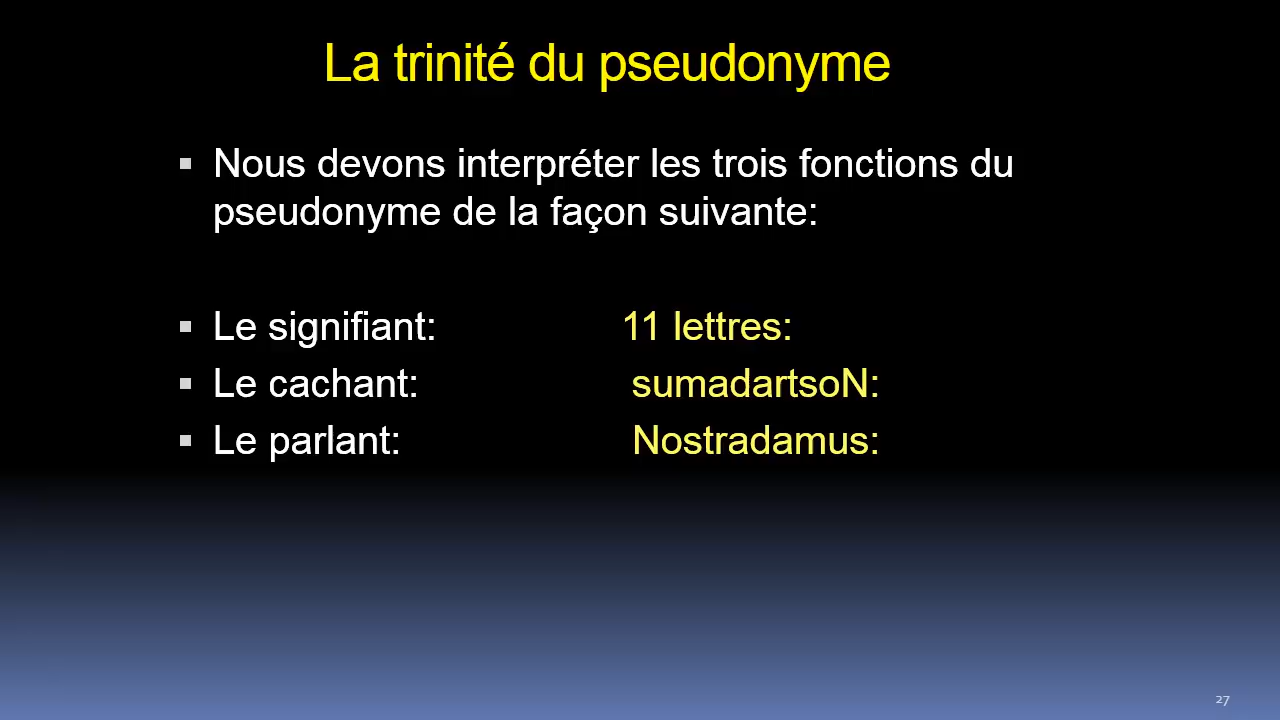 La trinité du pseudonyme
Nous devons interpréter les trois fonctions du
pseudonyme de la façon suivante:
Le signifiant: 11 lettres:
Le cachant: sumadartsoN:
Le parlant: Nostradamus:
27